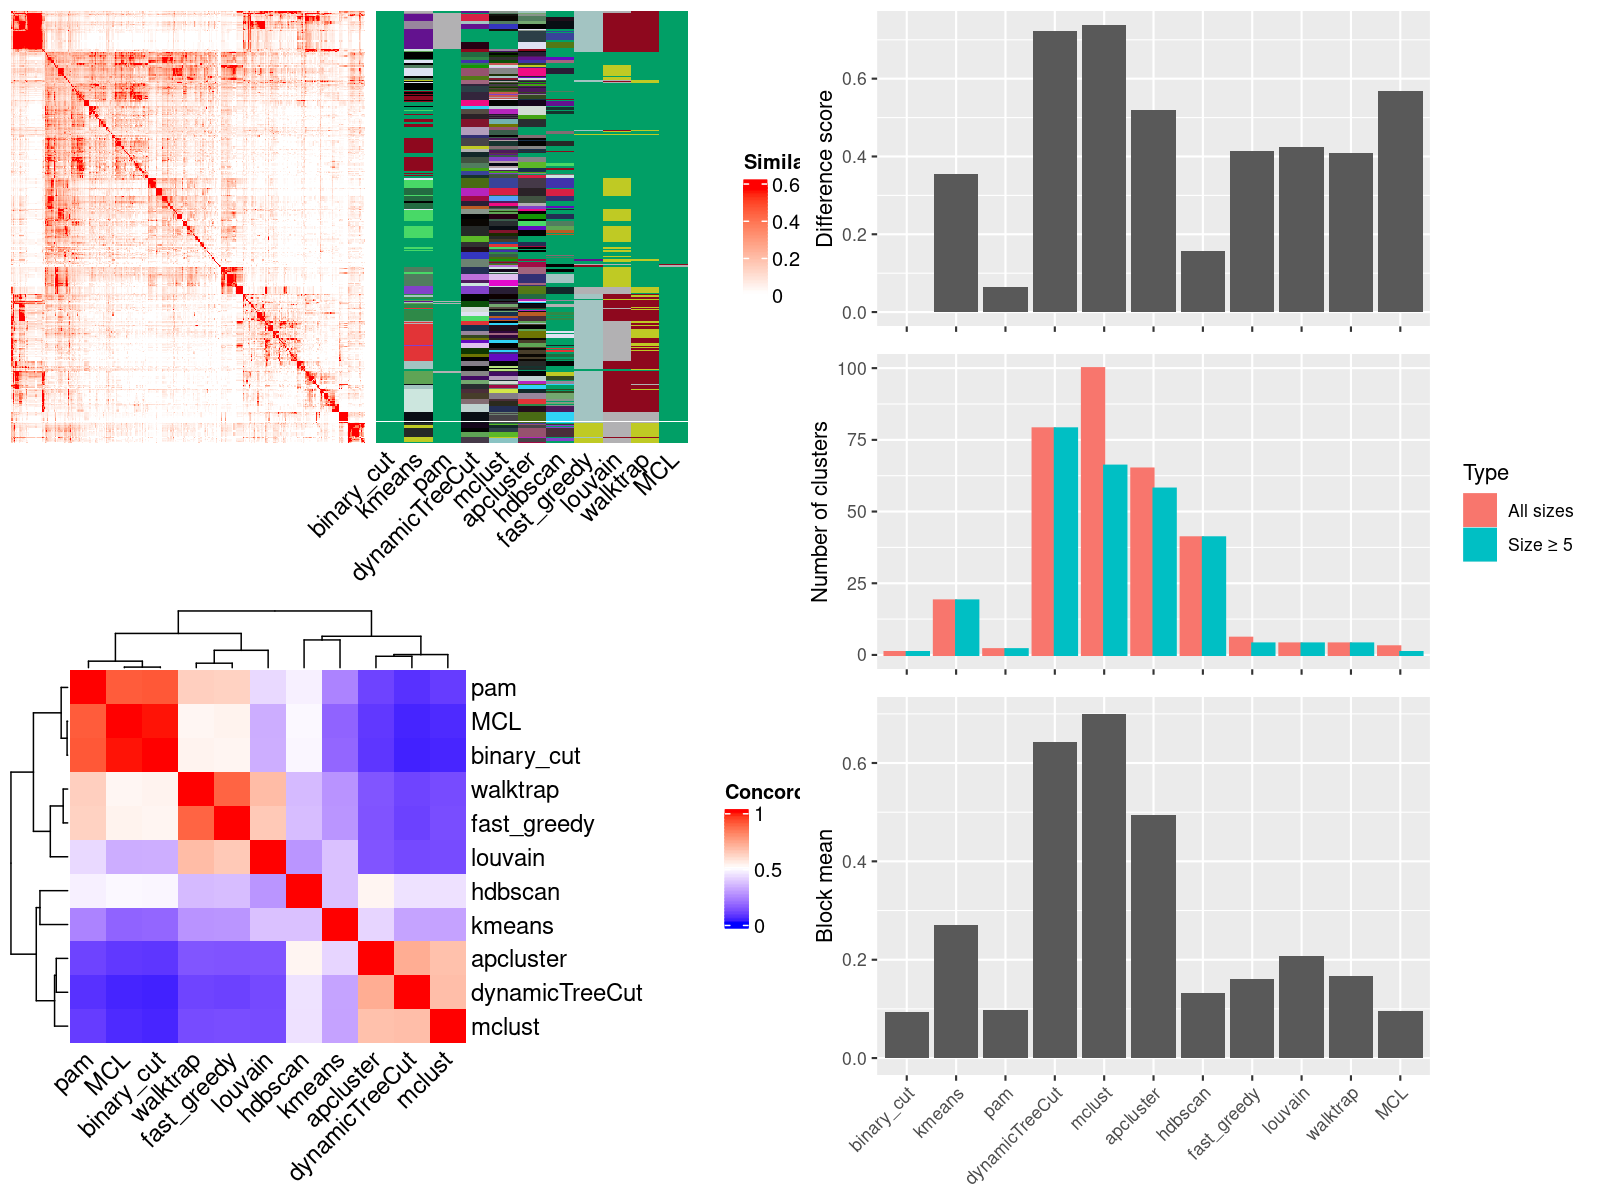 Simila
0.6
0.4
0.2
0
binary_cut
kmeans
pam
dynamicTreeCut
mclust
apcluster
hdbscan
fast_greedy
louvain
walktrap
MCL
pam
MCL
binary_cut
walktrap
fast_greedy
louvain
hdbscan
kmeans
apcluster
dynamicTreeCut
mclust
pam
MCL
binary_cut
walktrap
fast_greedy
louvain
hdbscan
kmeans
apcluster
dynamicTreeCut
mclust
Concord
1
0.5
0
Difference score
0.6
0.4
0.2
0.0
Number of clusters
100
75
50
25
0
Type
All sizes
Size ≥ 5
Block mean
0.6
0.4
0.2
0.0
binary_cut
kmeans
pam
dynamicTreeCut
mclust
apcluster
hdbscan
fast_greedy
louvain
walktrap
MCL